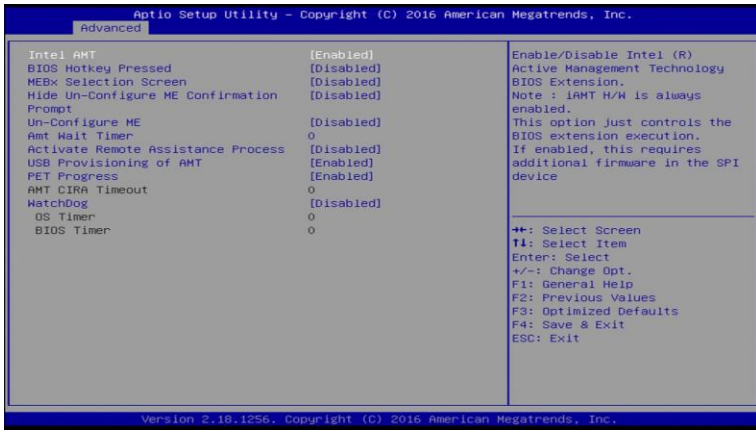 Aptio Setup Utility - Copyright (C) 2016 American Megatrends, Inc.
Advanced
Intel AMT [Enabled]
BIOS Hotkey Pressed [Disabled]
MEBx Selection Screen [Disabled]
Hide Un-Configure ME Confirmation [Disabled]
Prompt
Un-Configure ME [Disabled]
Amt Wait Timer 0
Activate Remote Assistance Process [Disabled]
USB Provisioning of AMT [Enabled]
PET Progress [Enabled]
AMT CIRA Timeout 0
WatchDog [Disabled]
OS Timer 0
BIOS Timer 0
Enable/Disable Intel (R)
Active Management Technology
BIOS Extension.
Note : iAMT H/W is always
enabled.
This option just controls the
BIOS extension execution.
If enabled, this requires
additional firmware in the SPI
device
→←: Select Screen
↑↓: Select Item
Enter: Select
+/-: Change Opt.
F1: General Help
F2: Previous Values
F3: Optimized Defaults
F4: Save & Exit
ESC: Exit
Version 2.18.1256. Copyright (C) 2016 American Megatrends, Inc.